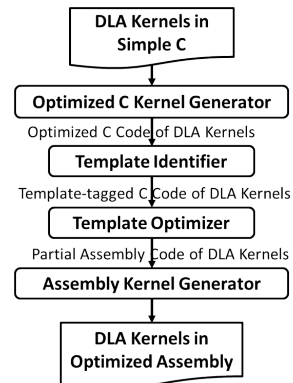 DLA Kernels in
Simple C
Optimized C Kernel Generator
Optimized C Code of DLA Kernels
Template Identifier
Template-tagged C Code of DLA Kernels
Template Optimizer
Partial Assembly Code of DLA Kernels
Assembly Kernel Generator
DLA Kernels in
Optimized Assembly